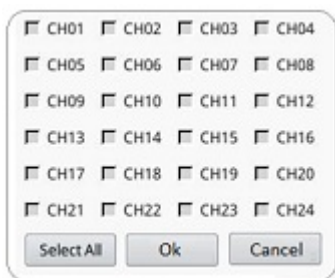 CH01 CH02 CH03 CH04
CH05 CH06 CH07 CH08
CH09 CH10 CH11 CH12
CH13 CH14 CH15 CH16
CH17 CH18 CH19 CH20
CH21 CH22 CH23 CH24
Select All Ok Cancel